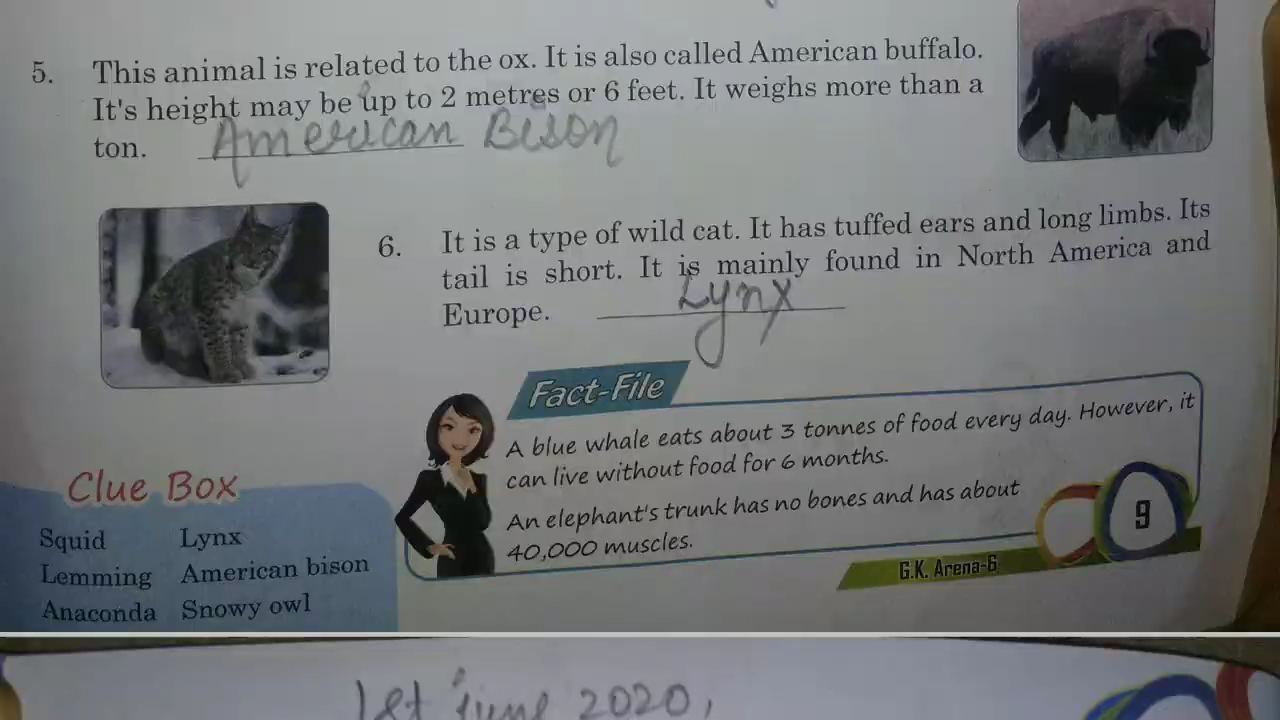 5. This animal is related to the ox. It is also called American buffalo.
It's height may be up to 2 metres or 6 feet. It weighs more than a
ton. American Bison
6. It is a type of wild cat. It has tuffed ears and long limbs. Its
tail is short. It is mainly found in North America and
Europe. Lynx
Fact-File
A blue whale eats about 3 tonnes of food every day. However, it
can live without food for 6 months.
An elephant's trunk has no bones and has about
40,000 muscles.
Clue Box
Squid Lynx
Lemming American bison
Anaconda Snowy owl
9
G.K. Arena-6
1st june 2020,